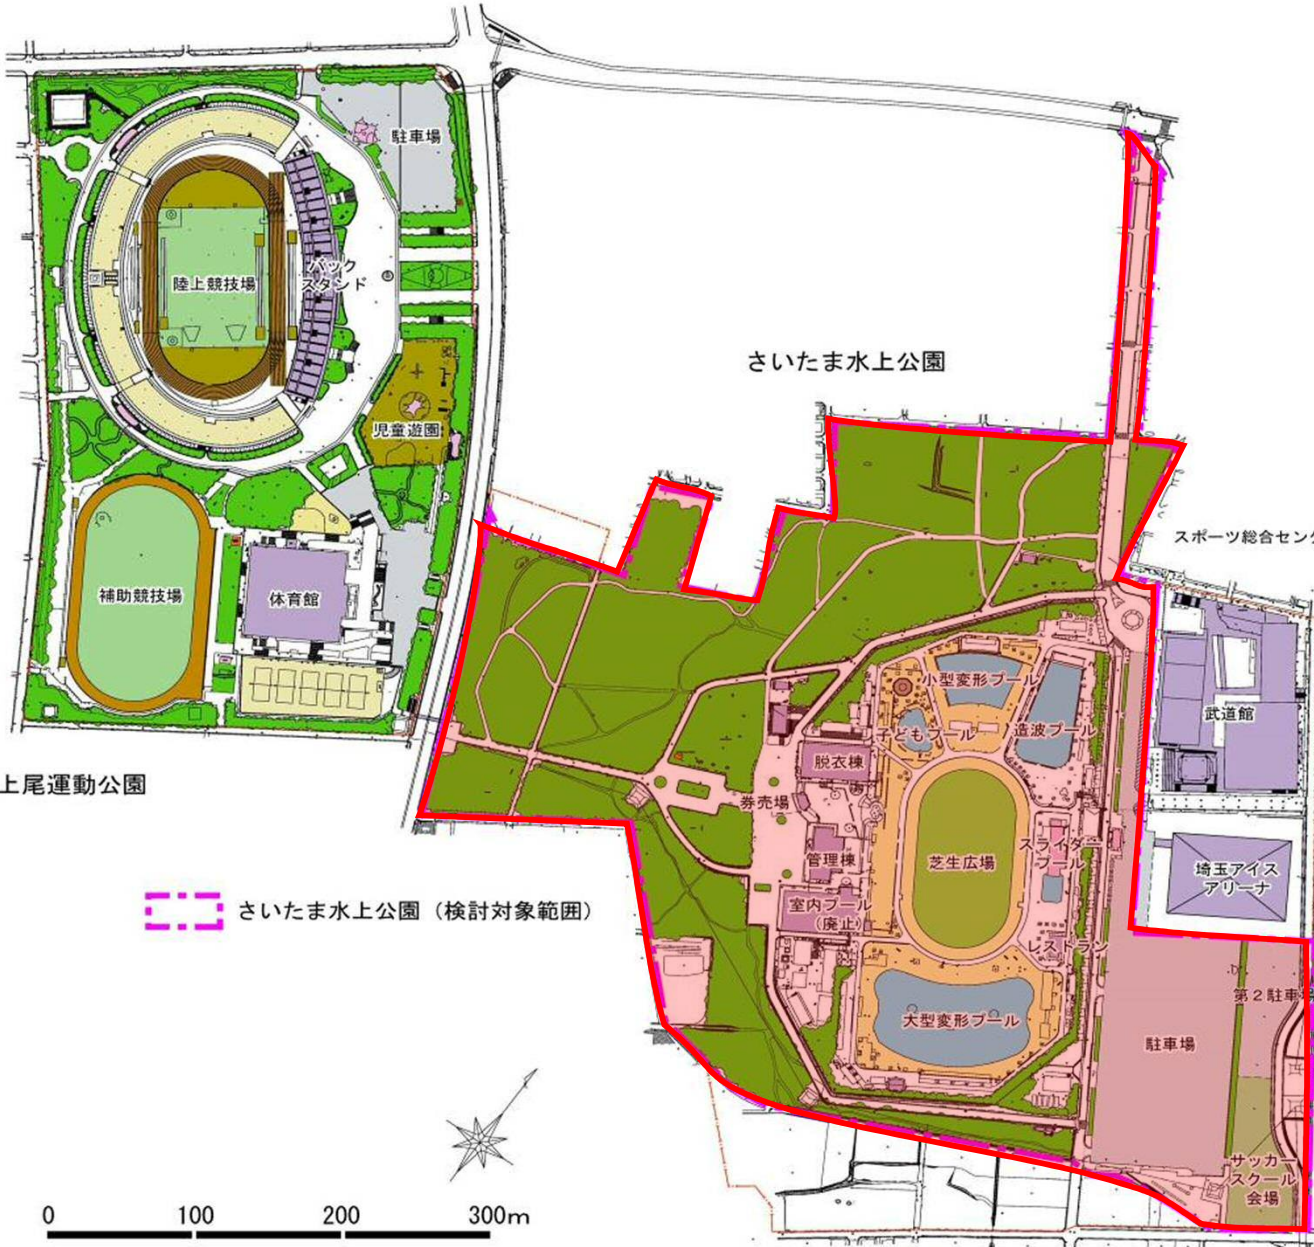 駐車場
陸上競技場
バック
スタンド
さいたま水上公園
児童遊園
スポーツ総合セン
補助競技場
体育館
小型変形プール
武道館
子どもプール
造波プール
脱衣棟
上尾運動公園
券売場
スライダー
プール
管理棟
芝生広場
埼玉アイス
アリーナ
室内プール
(廃止)
さいたま水上公園(検討対象範囲)
レストラン
第2駐車
大型変形プール
駐車場
サッカー
スクール
会場
0 100 200 300m